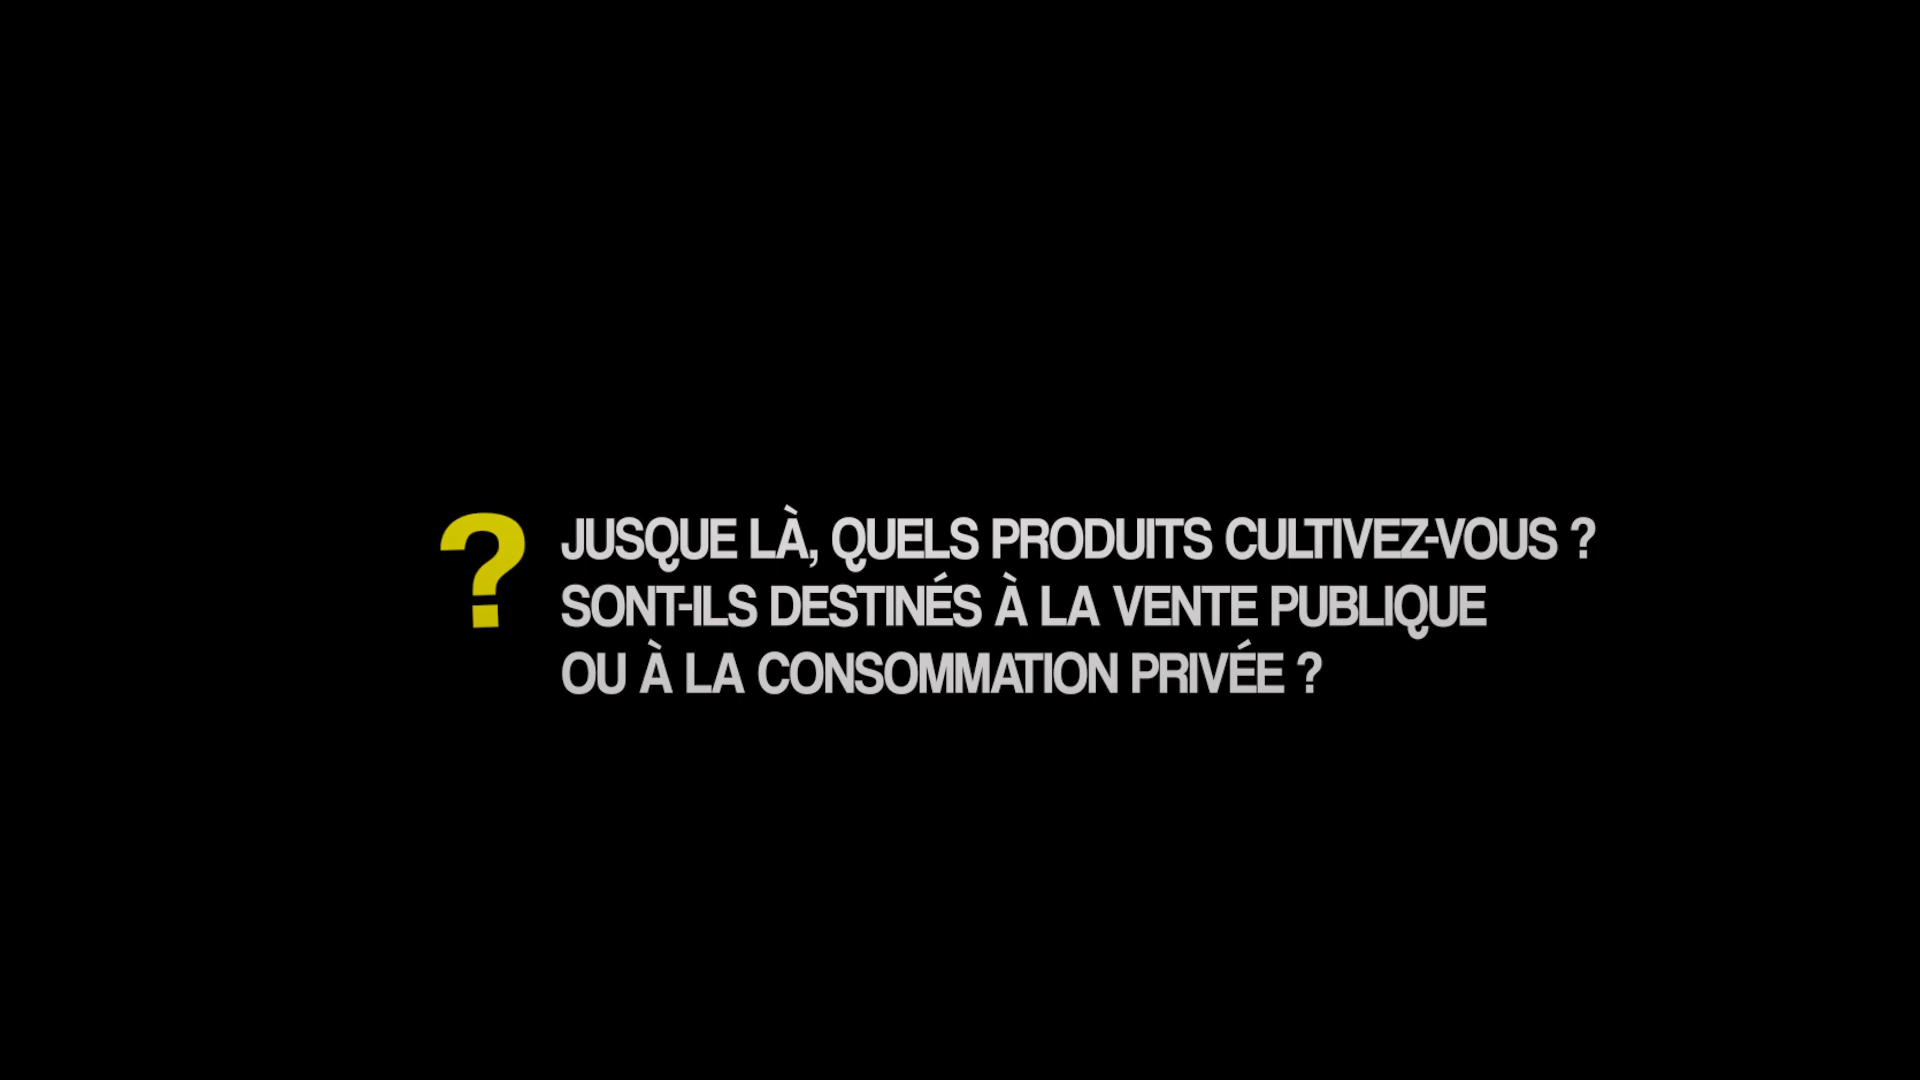 ? JUSQUE LÀ, QUELS PRODUITS CULTIVEZ-VOUS ?
SONT-ILS DESTINÉS À LA VENTE PUBLIQUE
OU À LA CONSOMMATION PRIVÉE ?